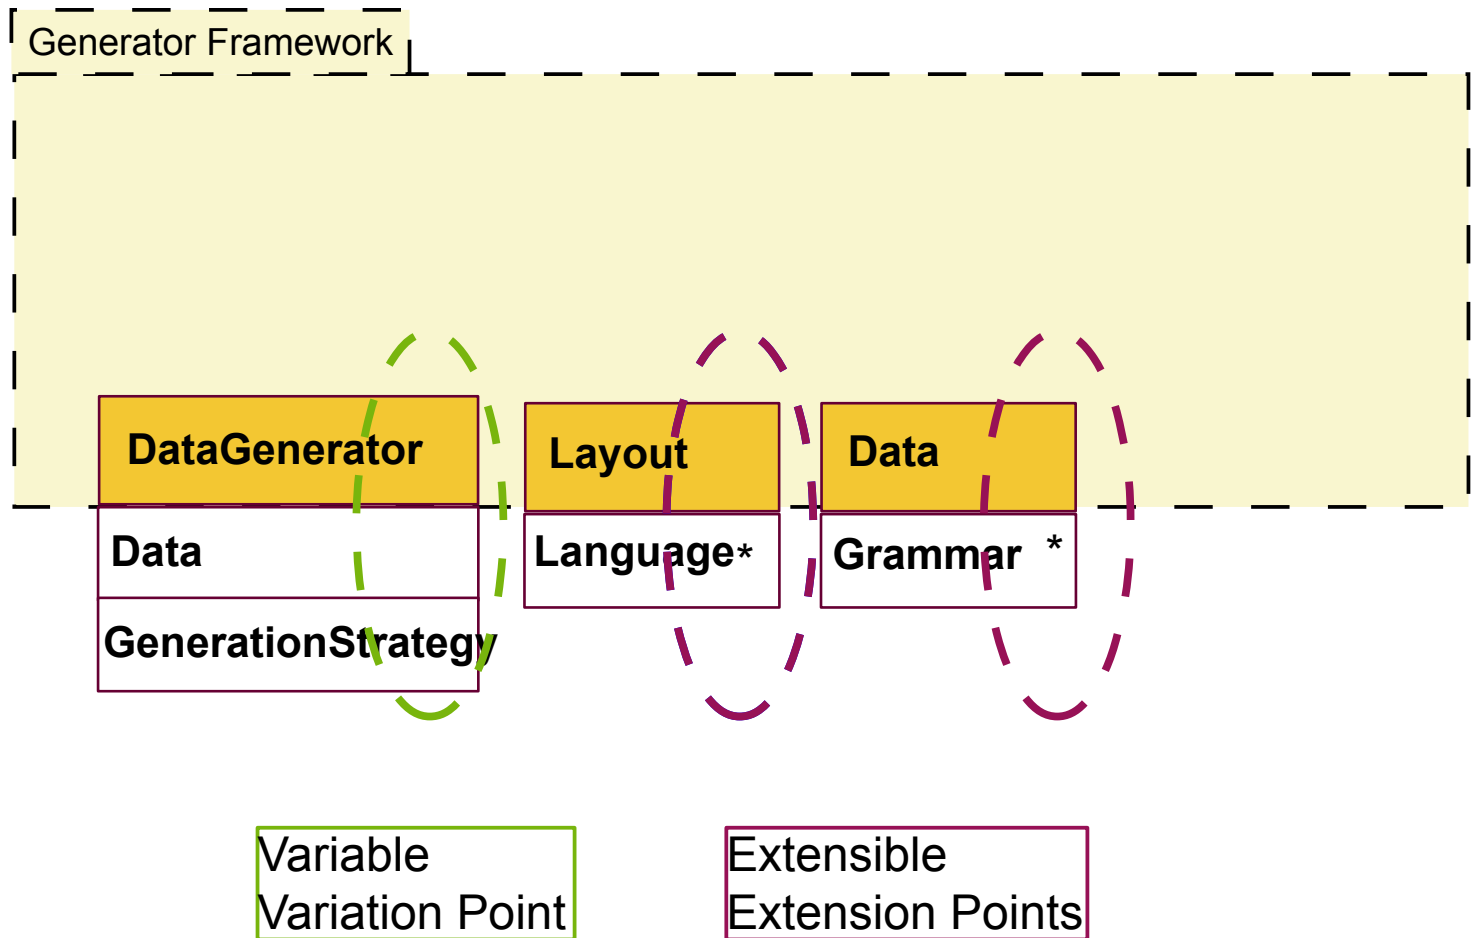 Generator Framework
DataGenerator
Data
GenerationStrategy
Layout
Language*
Data
Grammar *
Variable
Variation Point
Extensible
Extension Points